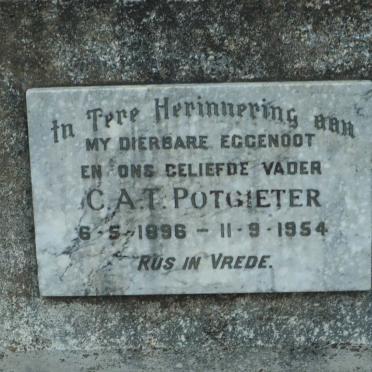 In Tere Herinnering aan
MY DIERBARE EGGENOOT
EN ONS GELIEFDE VADER
C.A.T. POTGIETER
6-5-1896 - 11-9-1954
RUS IN VREDE.